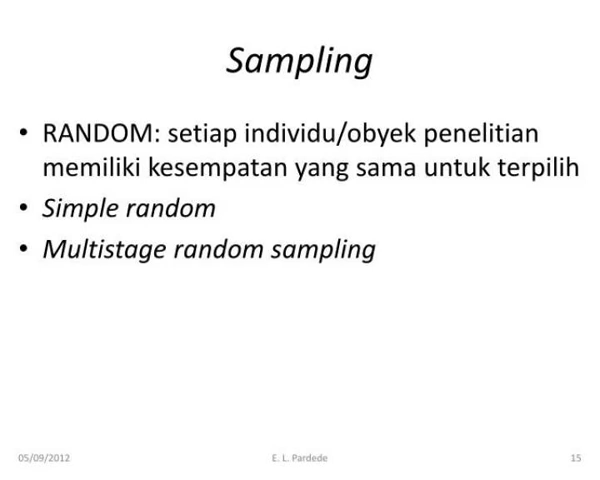 Sampling
• RANDOM: setiap individu/obyek penelitian
memiliki kesempatan yang sama untuk terpilih
• Simple random
• Multistage random sampling
05/09/2012
E. L. Pardede
15